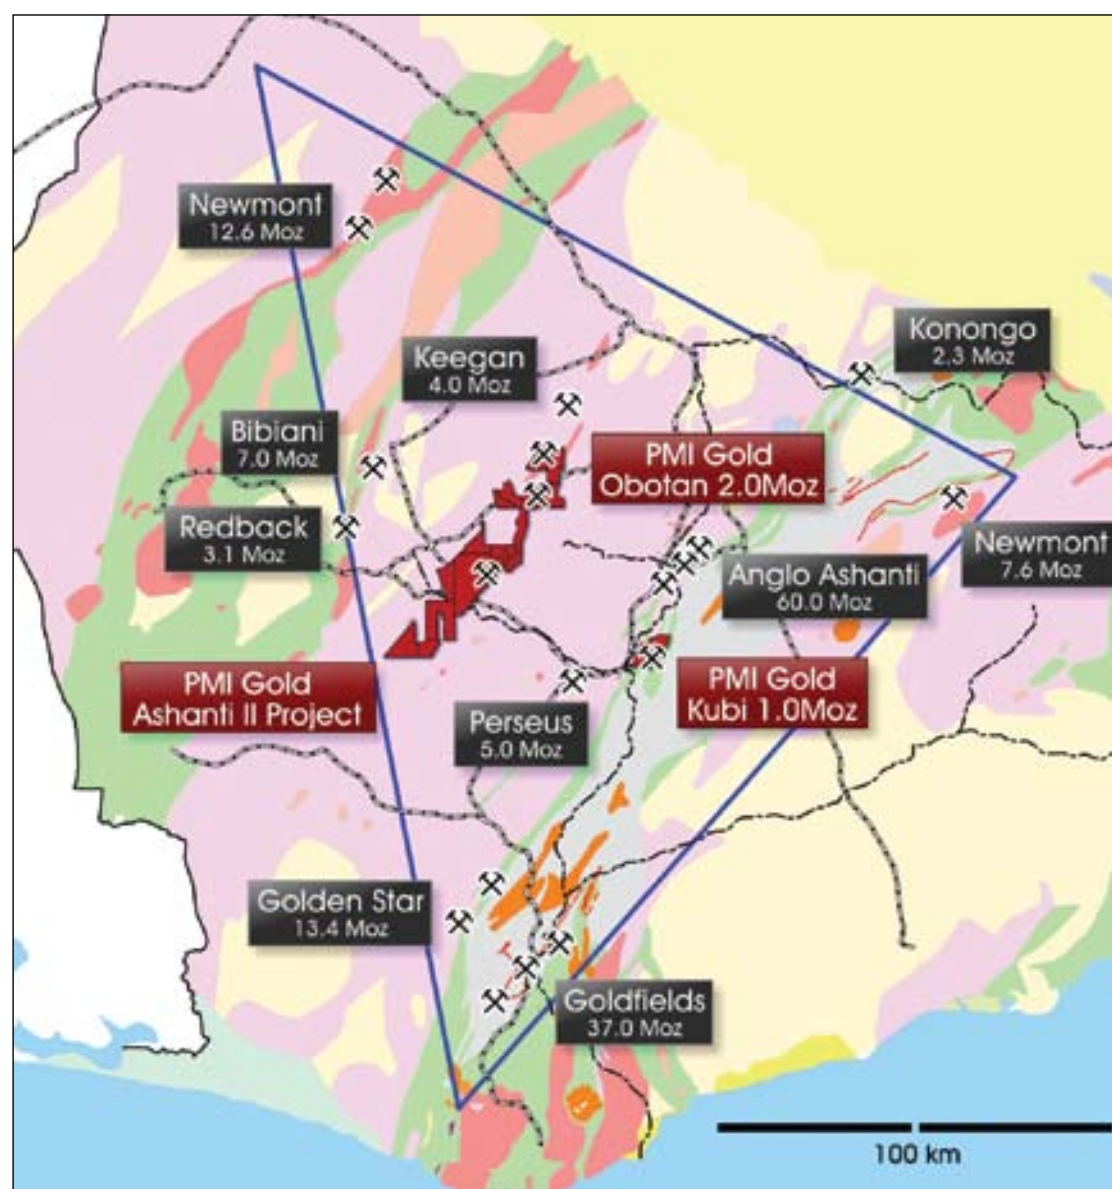 Newmont
12.6 Moz
Keegan
4.0 Moz
Konongo
2.3 Moz
Bibiani
7.0 Moz
PMI Gold
Obotan 2.0Moz
Redback
3.1 Moz
Newmont
7.6 Moz
Anglo Ashanti
60.0 Moz
PMI Gold
Ashanti II Project
PMI Gold
Kubi 1.0Moz
Perseus
5.0 Moz
Golden Star
13.4 Moz
Goldfields
37.0 Moz
100 km